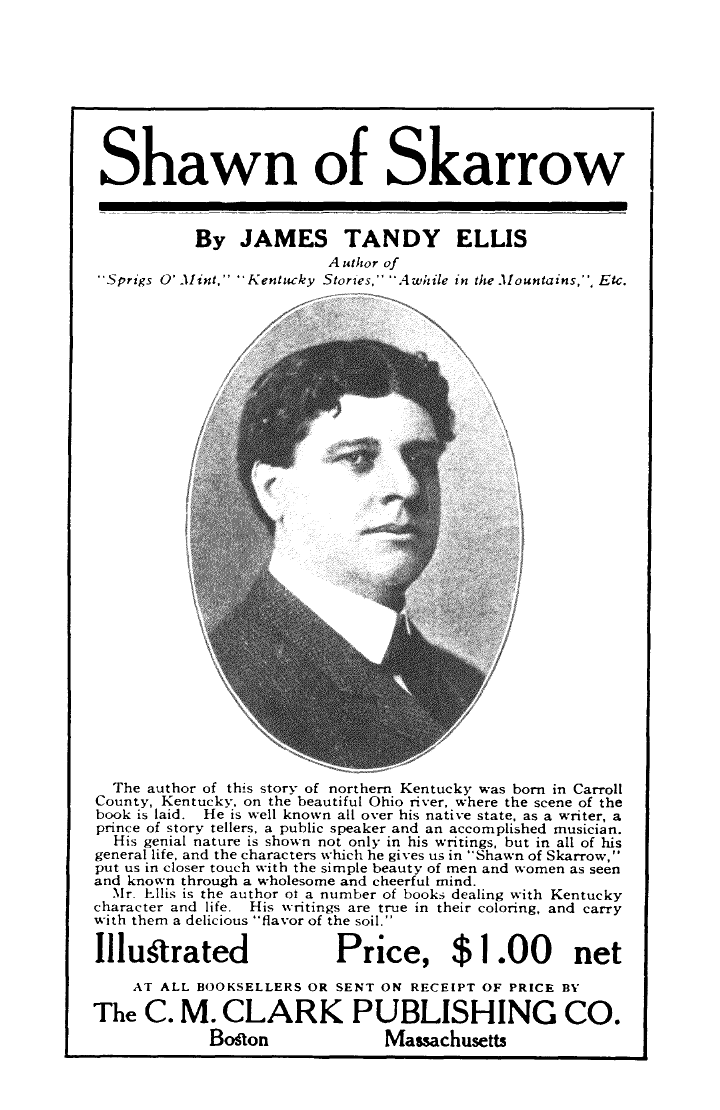 Shawn of Skarrow
By JAMES TANDY ELLIS
Author of
"Sprigs O' Mint," "Kentucky Stories," "Awhile in the Mountains,", Etc.
The author of this story of northern Kentucky was born in Carroll
County, Kentucky, on the beautiful Ohio river, where the scene of the
book is laid. He is well known all over his native state, as a writer, a
prince of story tellers, a public speaker and an accomplished musician.
His genial nature is shown not only in his writings, but in all of his
general life, and the characters which he gives us in "Shawn of Skarrow,"
put us in closer touch with the simple beauty of men and women as seen
and known through a wholesome and cheerful mind.
Mr. Ellis is the author of a number of books dealing with Kentucky
character and life. His writings are true in their coloring, and carry
with them a delicious "flavor of the soil."
Illustrated Price, $1.00 net
AT ALL BOOKSELLERS OR SENT ON RECEIPT OF PRICE BY
The C. M. CLARK PUBLISHING CO.
Boston Massachusetts